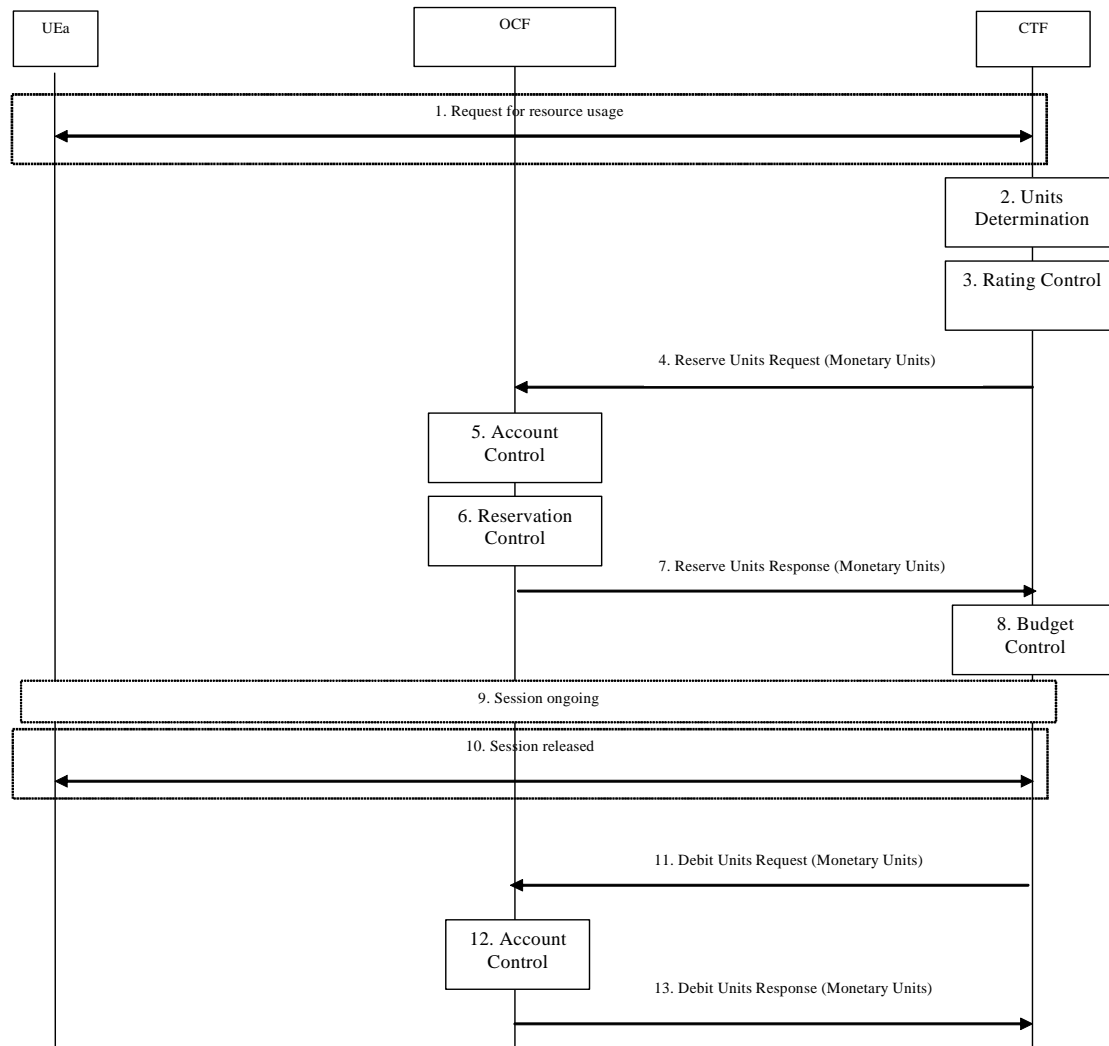 UEa
OCF
CTF
1. Request for resource usage
2. Units
Determination
3. Rating Control
4. Reserve Units Request (Monetary Units)
5. Account
Control
6. Reservation
Control
7. Reserve Units Response (Monetary Units)
8. Budget
Control
9. Session ongoing
10. Session released
11. Debit Units Request (Monetary Units)
12. Account
Control
13. Debit Units Response (Monetary Units)